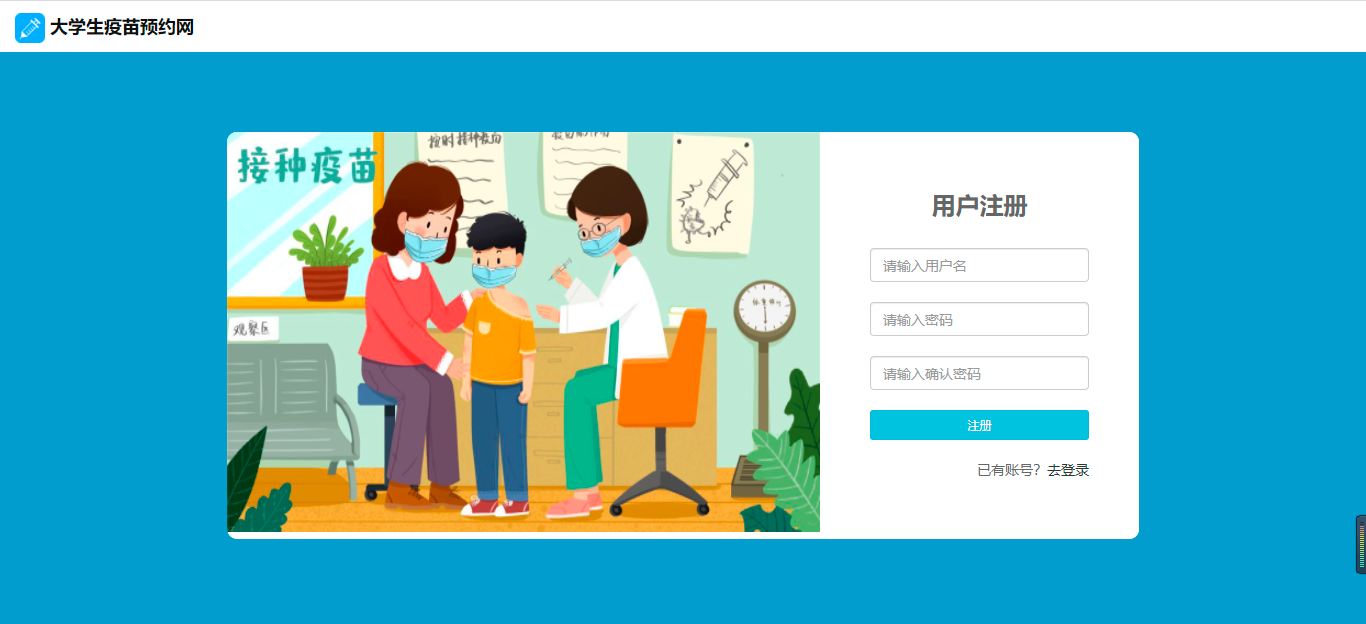 大学生疫苗预约网
接种疫苗
按时接种疫苗
观察区
用户注册
请输入用户名
请输入密码
请输入确认密码
注册
已有账号？去登录